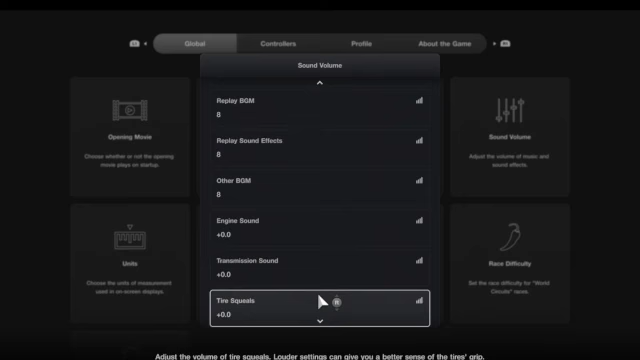 Global
Controllers
Profile
About the Game
Sound Volume
Replay BGM
8
Replay Sound Effects
8
Other BGM
8
Engine Sound
+0.0
Transmission Sound
+0.0
Tire Squeals
+0.0
R
Opening Movie
Choose whether or not the opening
movie plays on startup.
Sound Volume
Adjust the volume of music and
sound effects.
Units
Choose the units of measurement
used in on-screen displays.
Race Difficulty
Set the race difficulty for "World
Circuits" races.
Adjust the volume of tire squeals. Louder settings can give you a better sense of the tires' grip.